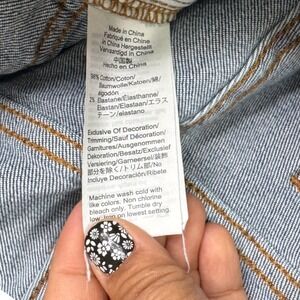 Made in China
Fabriqué en Chine
in China Hergestellt
Vervaardigd in China
中国製
Hecho en China
98% Cotton/Coton/
Baumwolle/Katoen/綿/
algodón
2% Elastane/Elasthanne/
Elastan/Elastaan/エラス
テーン/elastano
Exclusive Of Decoration/
Trimming/Sauf Décoration/
Garnitures/Ausgenommen
Dekoration/Besatz/Exclusief
Versiering/Garneersel/装飾
部分を除く/トリム部/No
Incluye Decoración/Ribete
Machine wash cold with
like colors. Non chlorine
bleach only. Tumble dry
low. Iron on lowest setting.